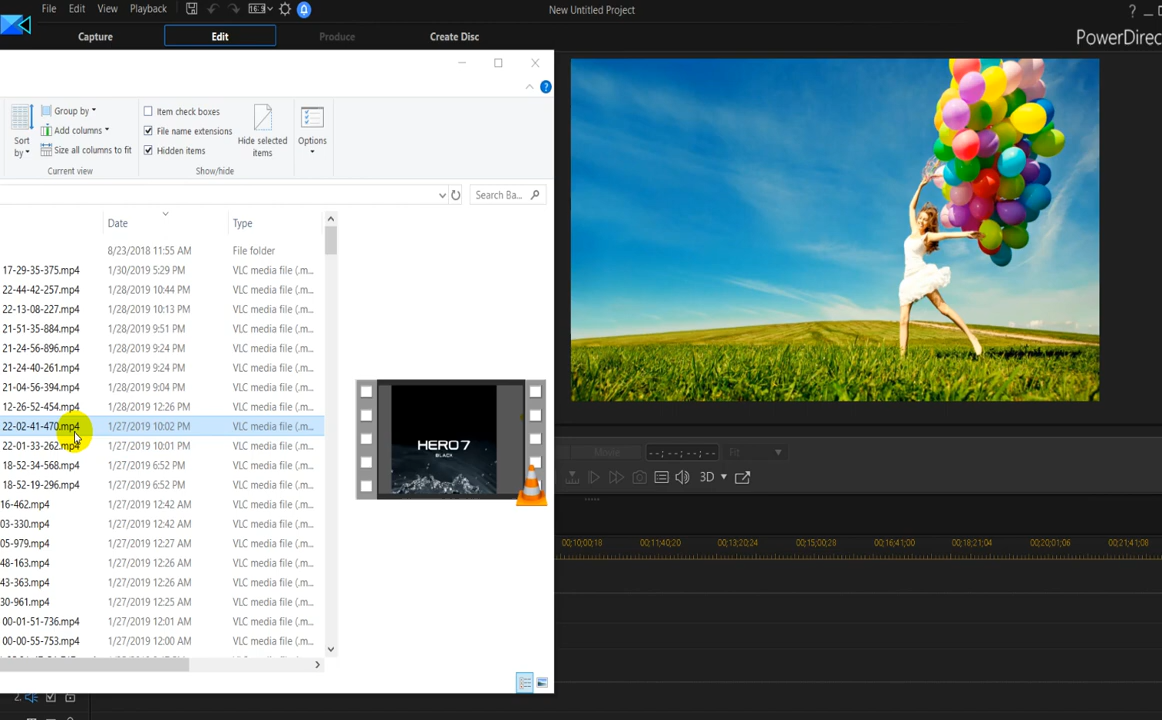 File Edit View Playback 16:9 New Untitled Project ?
Capture Edit Produce Create Disc PowerDirec
Sort by
Group by
Add columns
Size all columns to fit
Current view
Item check boxes
File name extensions
Hidden items
Hide selected items
Options
Show/hide
Search Ba...
Date Type
8/23/2018 11:55 AM File folder
17-29-35-375.mp4 1/30/2019 5:29 PM VLC media file (.m...
22-44-42-257.mp4 1/28/2019 10:44 PM VLC media file (.m...
22-13-08-227.mp4 1/28/2019 10:13 PM VLC media file (.m...
21-51-35-884.mp4 1/28/2019 9:51 PM VLC media file (.m...
21-24-56-896.mp4 1/28/2019 9:24 PM VLC media file (.m...
21-24-40-261.mp4 1/28/2019 9:24 PM VLC media file (.m...
21-04-56-394.mp4 1/28/2019 9:04 PM VLC media file (.m...
12-26-52-454.mp4 1/28/2019 12:26 PM VLC media file (.m...
22-02-41-470.mp4 1/27/2019 10:02 PM VLC media file (.m...
22-01-33-262.mp4 1/27/2019 10:01 PM VLC media file (.m...
18-52-34-568.mp4 1/27/2019 6:52 PM VLC media file (.m...
18-52-19-296.mp4 1/27/2019 6:52 PM VLC media file (.m...
16-462.mp4 1/27/2019 12:42 AM VLC media file (.m...
03-330.mp4 1/27/2019 12:42 AM VLC media file (.m...
05-979.mp4 1/27/2019 12:27 AM VLC media file (.m...
48-163.mp4 1/27/2019 12:26 AM VLC media file (.m...
43-363.mp4 1/27/2019 12:26 AM VLC media file (.m...
30-961.mp4 1/27/2019 12:25 AM VLC media file (.m...
00-01-51-736.mp4 1/27/2019 12:01 AM VLC media file (.m...
00-00-55-753.mp4 1/27/2019 12:00 AM VLC media file (.m...
HERO7
BLACK
Movie --;--;--;-- Fit
3D
00;10;00;18 00;11;40;20 00;13;20;24 00;15;00;28 00;16;41;00 00;18;21;04 00;20;01;06 00;21;41;08
2.